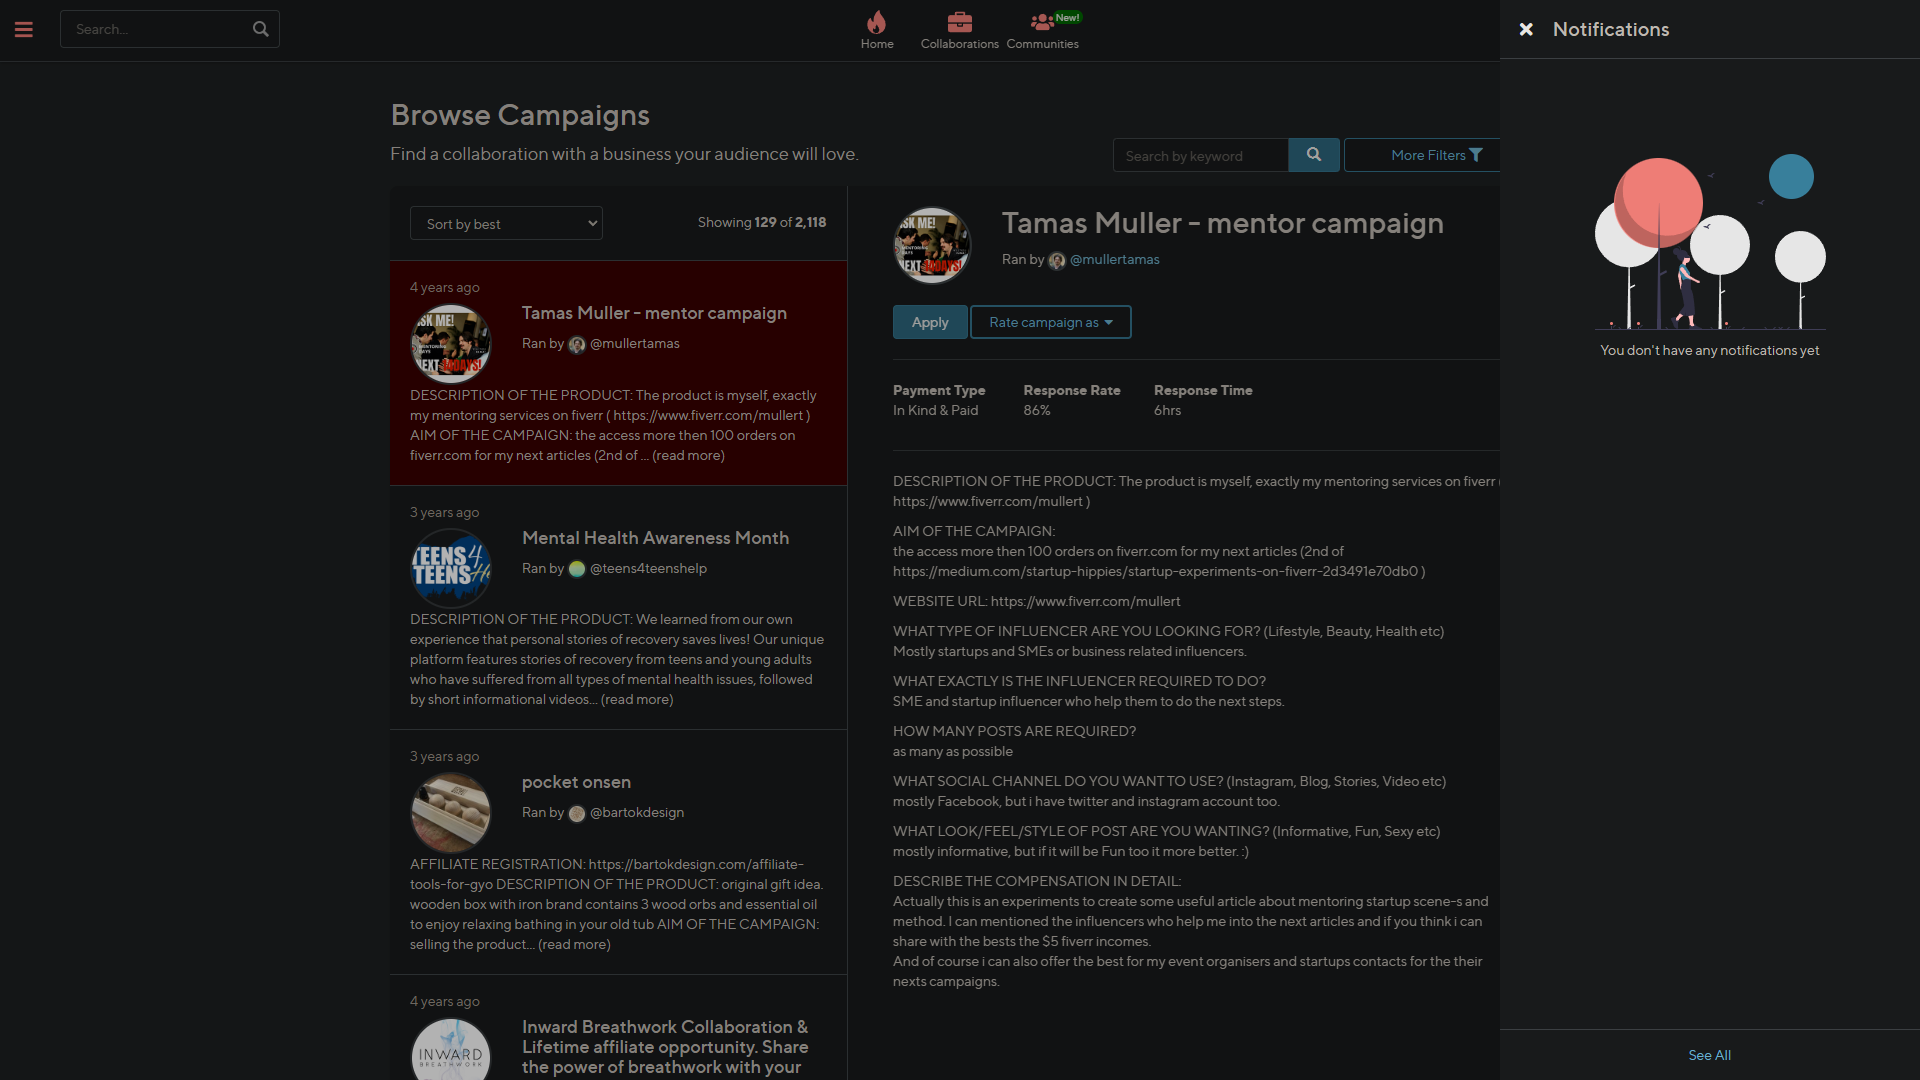 Search...
Home
Collaborations
Communities
New!
Notifications
Browse Campaigns
Find a collaboration with a business your audience will love.
Search by keyword
More Filters
Sort by best
Showing 129 of 2,118
4 years ago
ASK ME!
MENTORING
DAYS
NEXT 30DAYS!
Tamas Muller - mentor campaign
Ran by @mullertamas
DESCRIPTION OF THE PRODUCT: The product is myself, exactly
my mentoring services on fiverr ( https://www.fiverr.com/mullert )
AIM OF THE CAMPAIGN: the access more then 100 orders on
fiverr.com for my next articles (2nd of ... (read more)
3 years ago
TEENS 4
TEENS He
Mental Health Awareness Month
Ran by @teens4teenshelp
DESCRIPTION OF THE PRODUCT: We learned from our own
experience that personal stories of recovery saves lives! Our unique
platform features stories of recovery from teens and young adults
who have suffered from all types of mental health issues, followed
by short informational videos... (read more)
3 years ago
pocket onsen
Ran by @bartokdesign
AFFILIATE REGISTRATION: https://bartokdesign.com/affiliate-
tools-for-gyo DESCRIPTION OF THE PRODUCT: original gift idea.
wooden box with iron brand contains 3 wood orbs and essential oil
to enjoy relaxing bathing in your old tub AIM OF THE CAMPAIGN:
selling the product... (read more)
4 years ago
INWARD
BREATHWORK
Inward Breathwork Collaboration &
Lifetime affiliate opportunity. Share
the power of breathwork with your
ASK ME!
NEXT 30DAYS!
Tamas Muller - mentor campaign
Ran by @mullertamas
Apply
Rate campaign as
Payment Type
In Kind & Paid
Response Rate
86%
Response Time
6hrs
DESCRIPTION OF THE PRODUCT: The product is myself, exactly my mentoring services on fiverr (
https://www.fiverr.com/mullert )
AIM OF THE CAMPAIGN:
the access more then 100 orders on fiverr.com for my next articles (2nd of
https://medium.com/startup-hippies/startup-experiments-on-fiverr-2d3491e70db0 )
WEBSITE URL: https://www.fiverr.com/mullert
WHAT TYPE OF INFLUENCER ARE YOU LOOKING FOR? (Lifestyle, Beauty, Health etc)
Mostly startups and SMEs or business related influencers.
WHAT EXACTLY IS THE INFLUENCER REQUIRED TO DO?
SME and startup influencer who help them to do the next steps.
HOW MANY POSTS ARE REQUIRED?
as many as possible
WHAT SOCIAL CHANNEL DO YOU WANT TO USE? (Instagram, Blog, Stories, Video etc)
mostly Facebook, but i have twitter and instagram account too.
WHAT LOOK/FEEL/STYLE OF POST ARE YOU WANTING? (Informative, Fun, Sexy etc)
mostly informative, but if it will be Fun too it more better. :)
DESCRIBE THE COMPENSATION IN DETAIL:
Actually this is an experiments to create some useful article about mentoring startup scene-s and
method. I can mentioned the influencers who help me into the next articles and if you think i can
share with the bests the $5 fiverr incomes.
And of course i can also offer the best for my event organisers and startups contacts for the their
nexts campaigns.
You don't have any notifications yet
See All